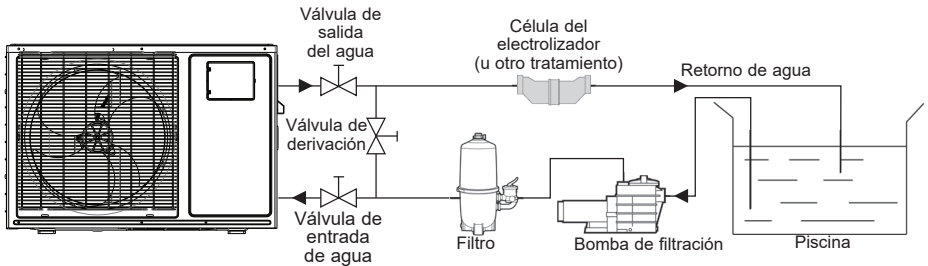 Válvula de
salida
del agua
Célula del
electrolizador
(u otro tratamiento)
Retorno de agua
Válvula de
derivación
Válvula de
entrada
de agua
Filtro
Bomba de filtración
Piscina